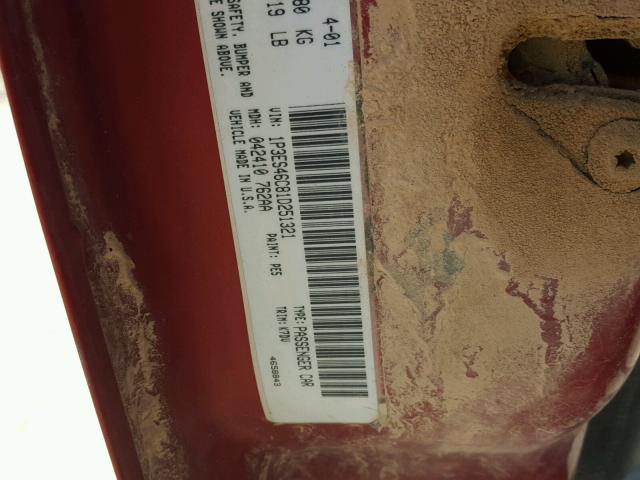 4-01
80 KG
19 LB
SAFETY, BUMPER AND
E SHOWN ABOVE.
VIN: 1P3ES46C81D251321
TYPE: PASSENGER CAR
MDH: 042410 762AA
PAINT: PES
TRIM: K7DV
VEHICLE MADE IN U.S.A.
4658843